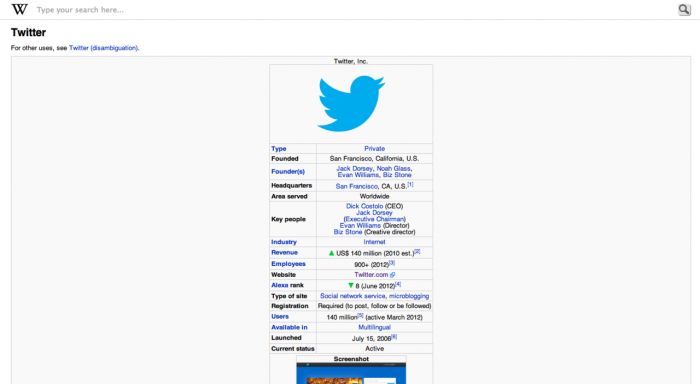 W Type your search here...
Twitter
For other uses, see Twitter (disambiguation).
Twitter, Inc.
Type Private
Founded San Francisco, California, U.S.
Founder(s) Jack Dorsey, Noah Glass,
Evan Williams, Biz Stone
Headquarters San Francisco, CA, U.S.[1]
Area served Worldwide
Key people Dick Costolo (CEO)
Jack Dorsey
(Executive Chairman)
Evan Williams (Director)
Biz Stone (Creative director)
Industry Internet
Revenue ▲ US$ 140 million (2010 est.)[2]
Employees 900+ (2012)[3]
Website Twitter.com
Alexa rank ▼ 8 (June 2012)[4]
Type of site Social network service, microblogging
Registration Required (to post, follow or be followed)
Users 140 million[5] (active March 2012)
Available in Multilingual
Launched July 15, 2006[6]
Current status Active
Screenshot